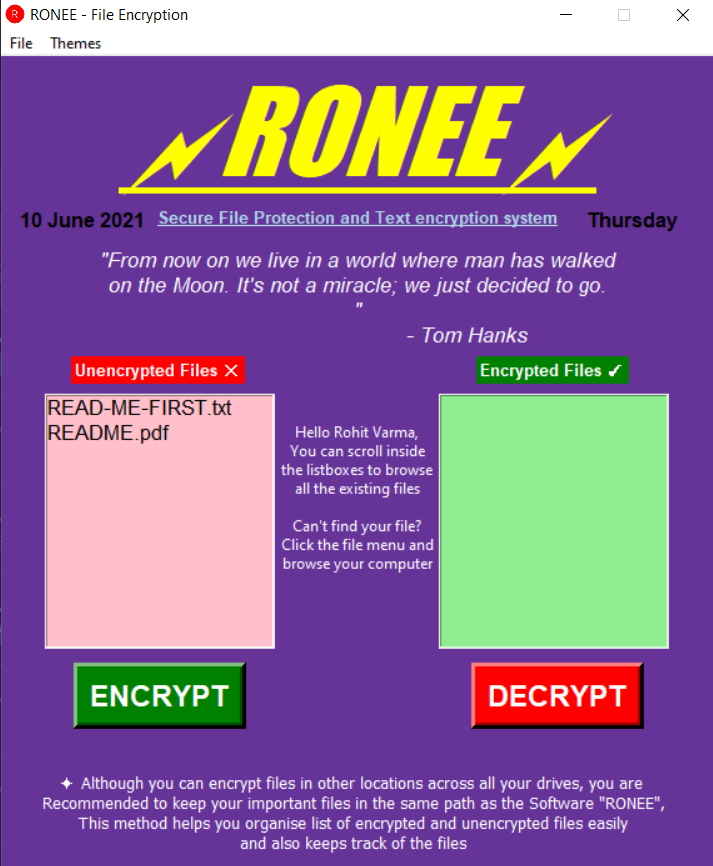 RONEE - File Encryption
File Themes
RONEE
10 June 2021 Secure File Protection and Text encryption system Thursday
"From now on we live in a world where man has walked
on the Moon. It's not a miracle; we just decided to go.
"
- Tom Hanks
Unencrypted Files ✕
Encrypted Files ✓
READ-ME-FIRST.txt
README.pdf
Hello Rohit Varma,
You can scroll inside
the listboxes to browse
all the existing files
Can't find your file?
Click the file menu and
browse your computer
ENCRYPT
DECRYPT
✦ Although you can encrypt files in other locations across all your drives, you are
Recommended to keep your important files in the same path as the Software "RONEE",
This method helps you organise list of encrypted and unencrypted files easily
and also keeps track of the files